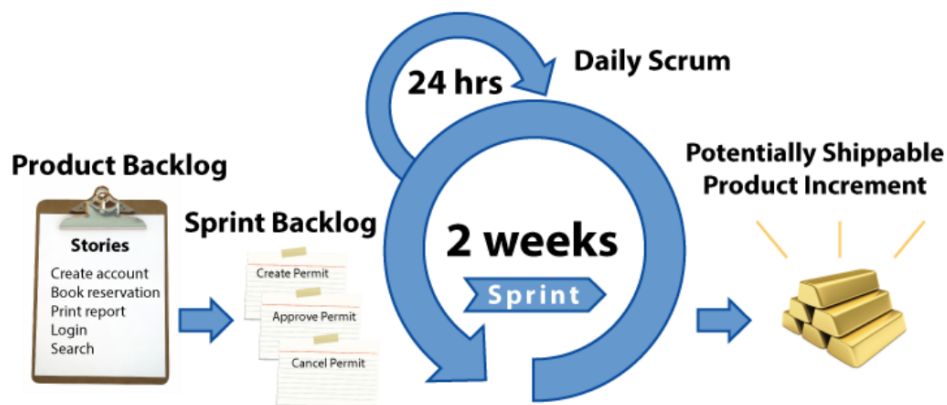 Product Backlog
Stories
Create account
Book reservation
Print report
Login
Search
Sprint Backlog
Create Permit
Approve Permit
Cancel Permit
24 hrs
Daily Scrum
2 weeks
Sprint
Potentially Shippable
Product Increment